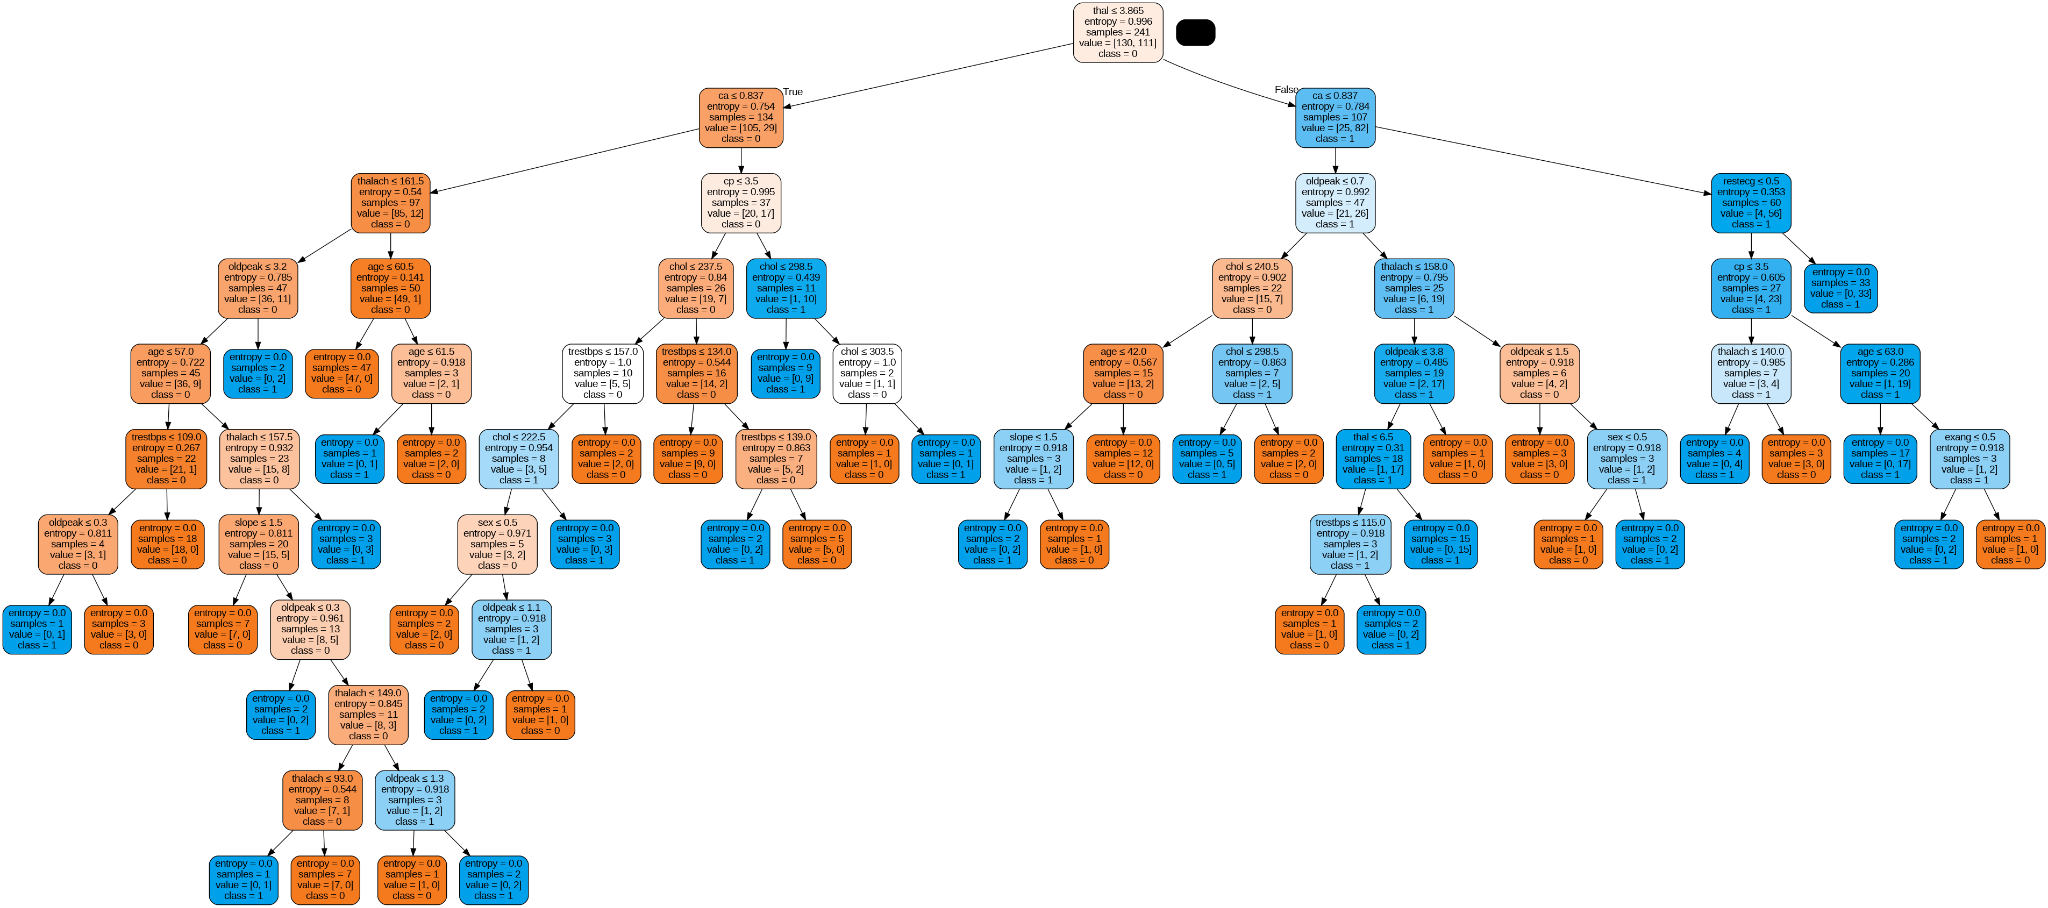 thal ≤ 3.865
entropy = 0.996
samples = 241
value = [130, 111]
class = 0
True
False
ca ≤ 0.837
entropy = 0.754
samples = 134
value = [105, 29]
class = 0
ca ≤ 0.837
entropy = 0.784
samples = 107
value = [25, 82]
class = 1
thalach ≤ 161.5
entropy = 0.54
samples = 97
value = [85, 12]
class = 0
cp ≤ 3.5
entropy = 0.995
samples = 37
value = [20, 17]
class = 0
oldpeak ≤ 0.7
entropy = 0.992
samples = 47
value = [21, 26]
class = 1
restecg ≤ 0.5
entropy = 0.353
samples = 60
value = [4, 56]
class = 1
oldpeak ≤ 3.2
entropy = 0.785
samples = 47
value = [36, 11]
class = 0
age ≤ 60.5
entropy = 0.141
samples = 50
value = [49, 1]
class = 0
chol ≤ 237.5
entropy = 0.84
samples = 26
value = [19, 7]
class = 0
chol ≤ 298.5
entropy = 0.439
samples = 11
value = [1, 10]
class = 1
chol ≤ 240.5
entropy = 0.902
samples = 22
value = [15, 7]
class = 0
thalach ≤ 158.0
entropy = 0.795
samples = 25
value = [6, 19]
class = 1
cp ≤ 3.5
entropy = 0.605
samples = 27
value = [4, 23]
class = 1
entropy = 0.0
samples = 33
value = [0, 33]
class = 1
age ≤ 57.0
entropy = 0.722
samples = 45
value = [36, 9]
class = 0
entropy = 0.0
samples = 2
value = [0, 2]
class = 1
entropy = 0.0
samples = 47
value = [47, 0]
class = 0
age ≤ 61.5
entropy = 0.918
samples = 3
value = [2, 1]
class = 0
trestbps ≤ 157.0
entropy = 1.0
samples = 10
value = [5, 5]
class = 0
trestbps ≤ 134.0
entropy = 0.544
samples = 16
value = [14, 2]
class = 0
entropy = 0.0
samples = 9
value = [0, 9]
class = 1
chol ≤ 303.5
entropy = 1.0
samples = 2
value = [1, 1]
class = 0
age ≤ 42.0
entropy = 0.567
samples = 15
value = [13, 2]
class = 0
chol ≤ 298.5
entropy = 0.863
samples = 7
value = [2, 5]
class = 1
oldpeak ≤ 3.8
entropy = 0.485
samples = 19
value = [2, 17]
class = 1
oldpeak ≤ 1.5
entropy = 0.918
samples = 6
value = [4, 2]
class = 0
thalach ≤ 140.0
entropy = 0.985
samples = 7
value = [3, 4]
class = 1
age ≤ 63.0
entropy = 0.286
samples = 20
value = [1, 19]
class = 1
trestbps ≤ 109.0
entropy = 0.267
samples = 22
value = [21, 1]
class = 0
thalach ≤ 157.5
entropy = 0.932
samples = 23
value = [15, 8]
class = 0
entropy = 0.0
samples = 1
value = [0, 1]
class = 1
entropy = 0.0
samples = 2
value = [2, 0]
class = 0
chol ≤ 222.5
entropy = 0.954
samples = 8
value = [3, 5]
class = 1
entropy = 0.0
samples = 2
value = [2, 0]
class = 0
entropy = 0.0
samples = 9
value = [9, 0]
class = 0
trestbps ≤ 139.0
entropy = 0.863
samples = 7
value = [5, 2]
class = 0
entropy = 0.0
samples = 1
value = [1, 0]
class = 0
entropy = 0.0
samples = 1
value = [0, 1]
class = 1
slope ≤ 1.5
entropy = 0.918
samples = 3
value = [1, 2]
class = 1
entropy = 0.0
samples = 12
value = [12, 0]
class = 0
entropy = 0.0
samples = 5
value = [0, 5]
class = 1
entropy = 0.0
samples = 2
value = [2, 0]
class = 0
thal ≤ 6.5
entropy = 0.31
samples = 18
value = [1, 17]
class = 1
entropy = 0.0
samples = 1
value = [1, 0]
class = 0
entropy = 0.0
samples = 3
value = [3, 0]
class = 0
sex ≤ 0.5
entropy = 0.918
samples = 3
value = [1, 2]
class = 1
entropy = 0.0
samples = 4
value = [0, 4]
class = 1
entropy = 0.0
samples = 3
value = [3, 0]
class = 0
entropy = 0.0
samples = 17
value = [0, 17]
class = 1
exang ≤ 0.5
entropy = 0.918
samples = 3
value = [1, 2]
class = 1
oldpeak ≤ 0.3
entropy = 0.811
samples = 4
value = [3, 1]
class = 0
entropy = 0.0
samples = 18
value = [18, 0]
class = 0
slope ≤ 1.5
entropy = 0.811
samples = 20
value = [15, 5]
class = 0
entropy = 0.0
samples = 3
value = [0, 3]
class = 1
sex ≤ 0.5
entropy = 0.971
samples = 5
value = [3, 2]
class = 0
entropy = 0.0
samples = 3
value = [0, 3]
class = 1
entropy = 0.0
samples = 2
value = [0, 2]
class = 1
entropy = 0.0
samples = 5
value = [5, 0]
class = 0
entropy = 0.0
samples = 2
value = [0, 2]
class = 1
entropy = 0.0
samples = 1
value = [1, 0]
class = 0
trestbps ≤ 115.0
entropy = 0.918
samples = 3
value = [1, 2]
class = 1
entropy = 0.0
samples = 15
value = [0, 15]
class = 1
entropy = 0.0
samples = 1
value = [1, 0]
class = 0
entropy = 0.0
samples = 2
value = [0, 2]
class = 1
entropy = 0.0
samples = 2
value = [0, 2]
class = 1
entropy = 0.0
samples = 1
value = [1, 0]
class = 0
entropy = 0.0
samples = 1
value = [0, 1]
class = 1
entropy = 0.0
samples = 3
value = [3, 0]
class = 0
entropy = 0.0
samples = 7
value = [7, 0]
class = 0
oldpeak ≤ 0.3
entropy = 0.961
samples = 13
value = [8, 5]
class = 0
entropy = 0.0
samples = 2
value = [2, 0]
class = 0
oldpeak ≤ 1.1
entropy = 0.918
samples = 3
value = [1, 2]
class = 1
entropy = 0.0
samples = 1
value = [1, 0]
class = 0
entropy = 0.0
samples = 2
value = [0, 2]
class = 1
entropy = 0.0
samples = 2
value = [0, 2]
class = 1
thalach ≤ 149.0
entropy = 0.845
samples = 11
value = [8, 3]
class = 0
entropy = 0.0
samples = 2
value = [0, 2]
class = 1
entropy = 0.0
samples = 1
value = [1, 0]
class = 0
thalach ≤ 93.0
entropy = 0.544
samples = 8
value = [7, 1]
class = 0
oldpeak ≤ 1.3
entropy = 0.918
samples = 3
value = [1, 2]
class = 1
entropy = 0.0
samples = 1
value = [0, 1]
class = 1
entropy = 0.0
samples = 7
value = [7, 0]
class = 0
entropy = 0.0
samples = 1
value = [1, 0]
class = 0
entropy = 0.0
samples = 2
value = [0, 2]
class = 1